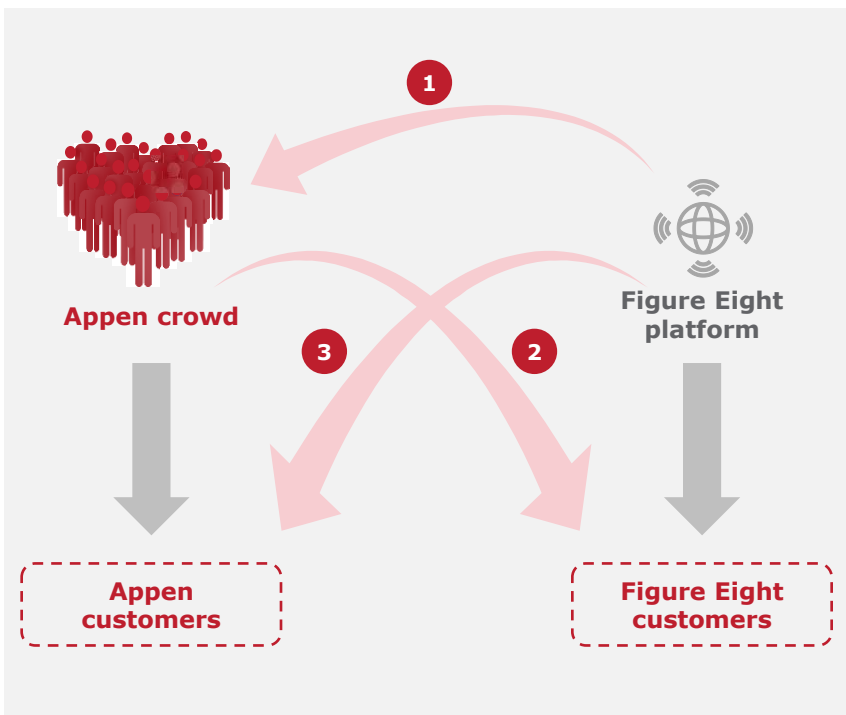 1
Appen crowd
Figure Eight
platform
3
2
Appen
customers
Figure Eight
customers